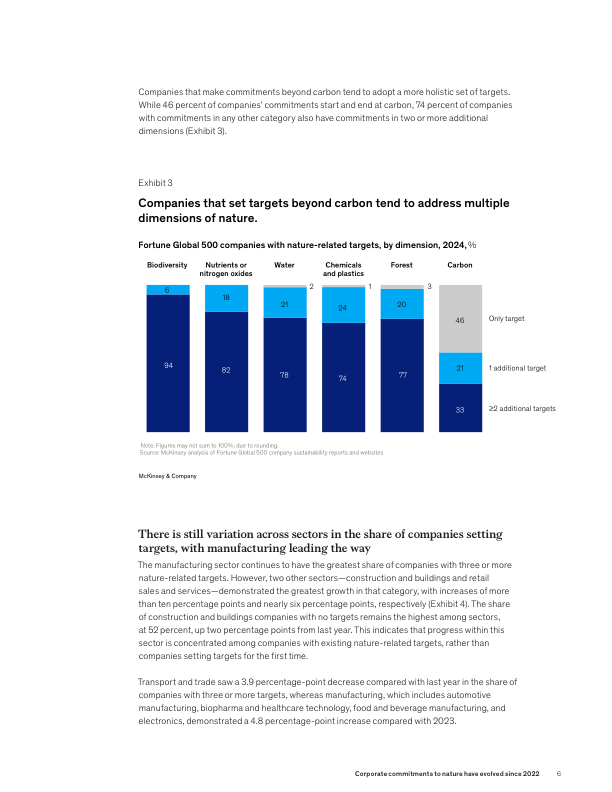 Companies that make commitments beyond carbon tend to adopt a more holistic set of targets.
While 46 percent of companies' commitments start and end at carbon, 74 percent of companies
with commitments in any other category also have commitments in two or more additional
dimensions (Exhibit 3).
Exhibit 3
Companies that set targets beyond carbon tend to address multiple
dimensions of nature.
Fortune Global 500 companies with nature-related targets, by dimension, 2024, %
Biodiversity
Nutrients or
nitrogen oxides
Water
Chemicals
and plastics
Forest
Carbon
6
18
2
21
1
24
3
20
46
Only target
21
1 additional target
94
82
78
74
77
33
≥2 additional targets
Note: Figures may not sum to 100%, due to rounding.
Source: McKinsey analysis of Fortune Global 500 company sustainability reports and websites
McKinsey & Company
There is still variation across sectors in the share of companies setting
targets, with manufacturing leading the way
The manufacturing sector continues to have the greatest share of companies with three or more
nature-related targets. However, two other sectors—construction and buildings and retail
sales and services—demonstrated the greatest growth in that category, with increases of more
than ten percentage points and nearly six percentage points, respectively (Exhibit 4). The share
of construction and buildings companies with no targets remains the highest among sectors,
at 52 percent, up two percentage points from last year. This indicates that progress within this
sector is concentrated among companies with existing nature-related targets, rather than
companies setting targets for the first time.
Transport and trade saw a 3.9 percentage-point decrease compared with last year in the share of
companies with three or more targets, whereas manufacturing, which includes automotive
manufacturing, biopharma and healthcare technology, food and beverage manufacturing, and
electronics, demonstrated a 4.8 percentage-point increase compared with 2023.
Corporate commitments to nature have evolved since 2022
6